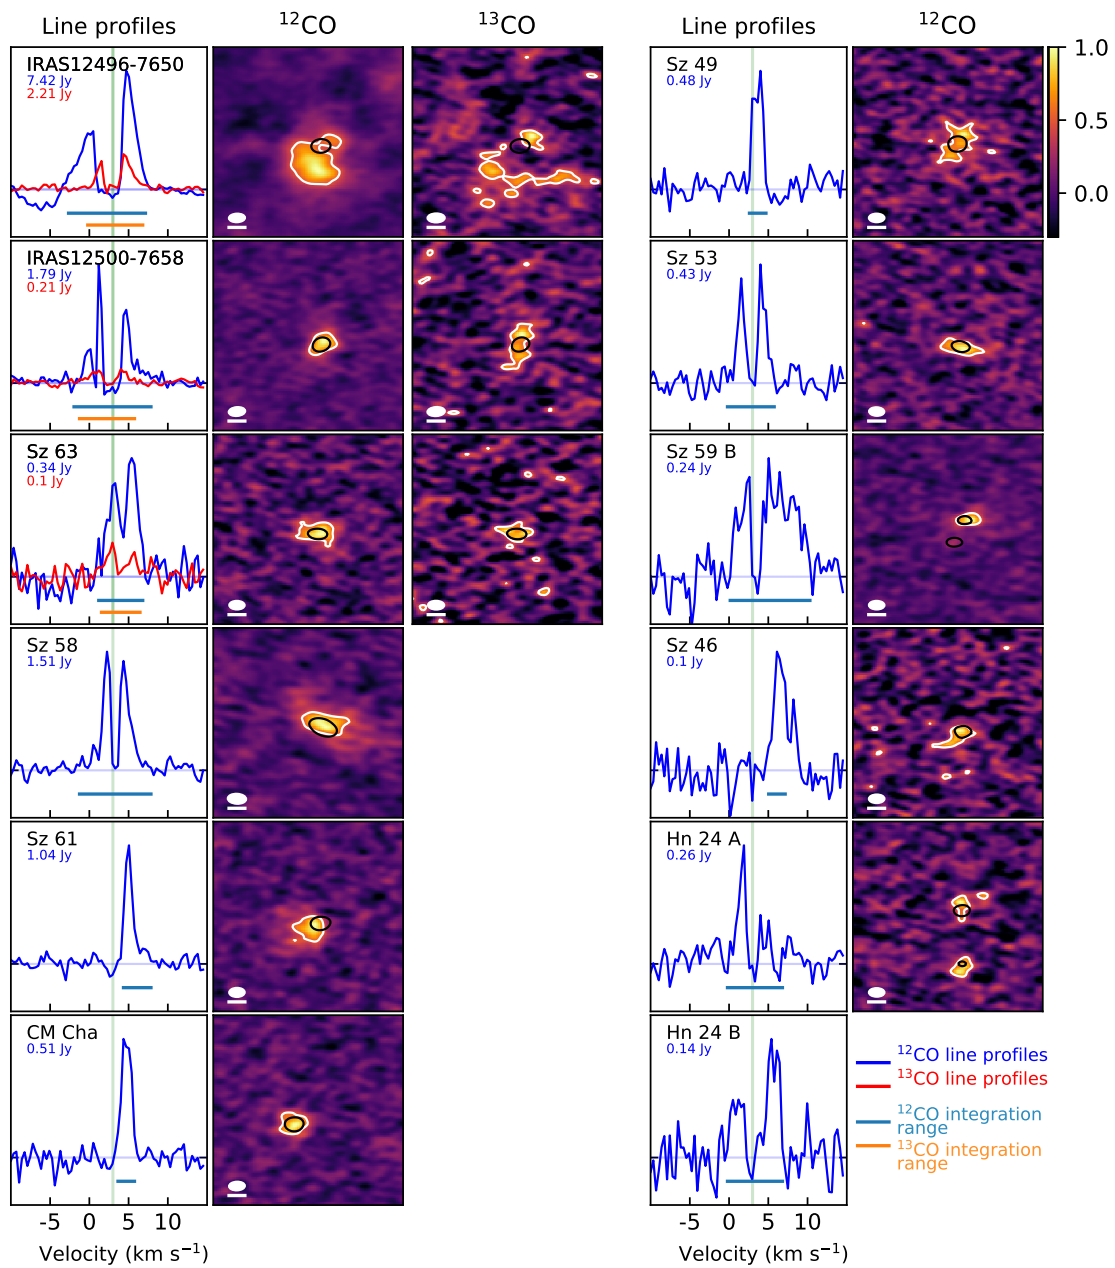 Line profiles
¹²CO
¹³CO
Line profiles
¹²CO
IRAS12496-7650
7.42 Jy
2.21 Jy
IRAS12500-7658
1.79 Jy
0.21 Jy
Sz 63
0.34 Jy
0.1 Jy
Sz 58
1.51 Jy
Sz 61
1.04 Jy
CM Cha
0.51 Jy
-5 0 5 10
Velocity (km s⁻¹)
Sz 49
0.48 Jy
1.0
0.5
0.0
Sz 53
0.43 Jy
Sz 59 B
0.24 Jy
Sz 46
0.1 Jy
Hn 24 A
0.26 Jy
Hn 24 B
0.14 Jy
-5 0 5 10
Velocity (km s⁻¹)
¹²CO line profiles
¹³CO line profiles
¹²CO integration
range
¹³CO integration
range